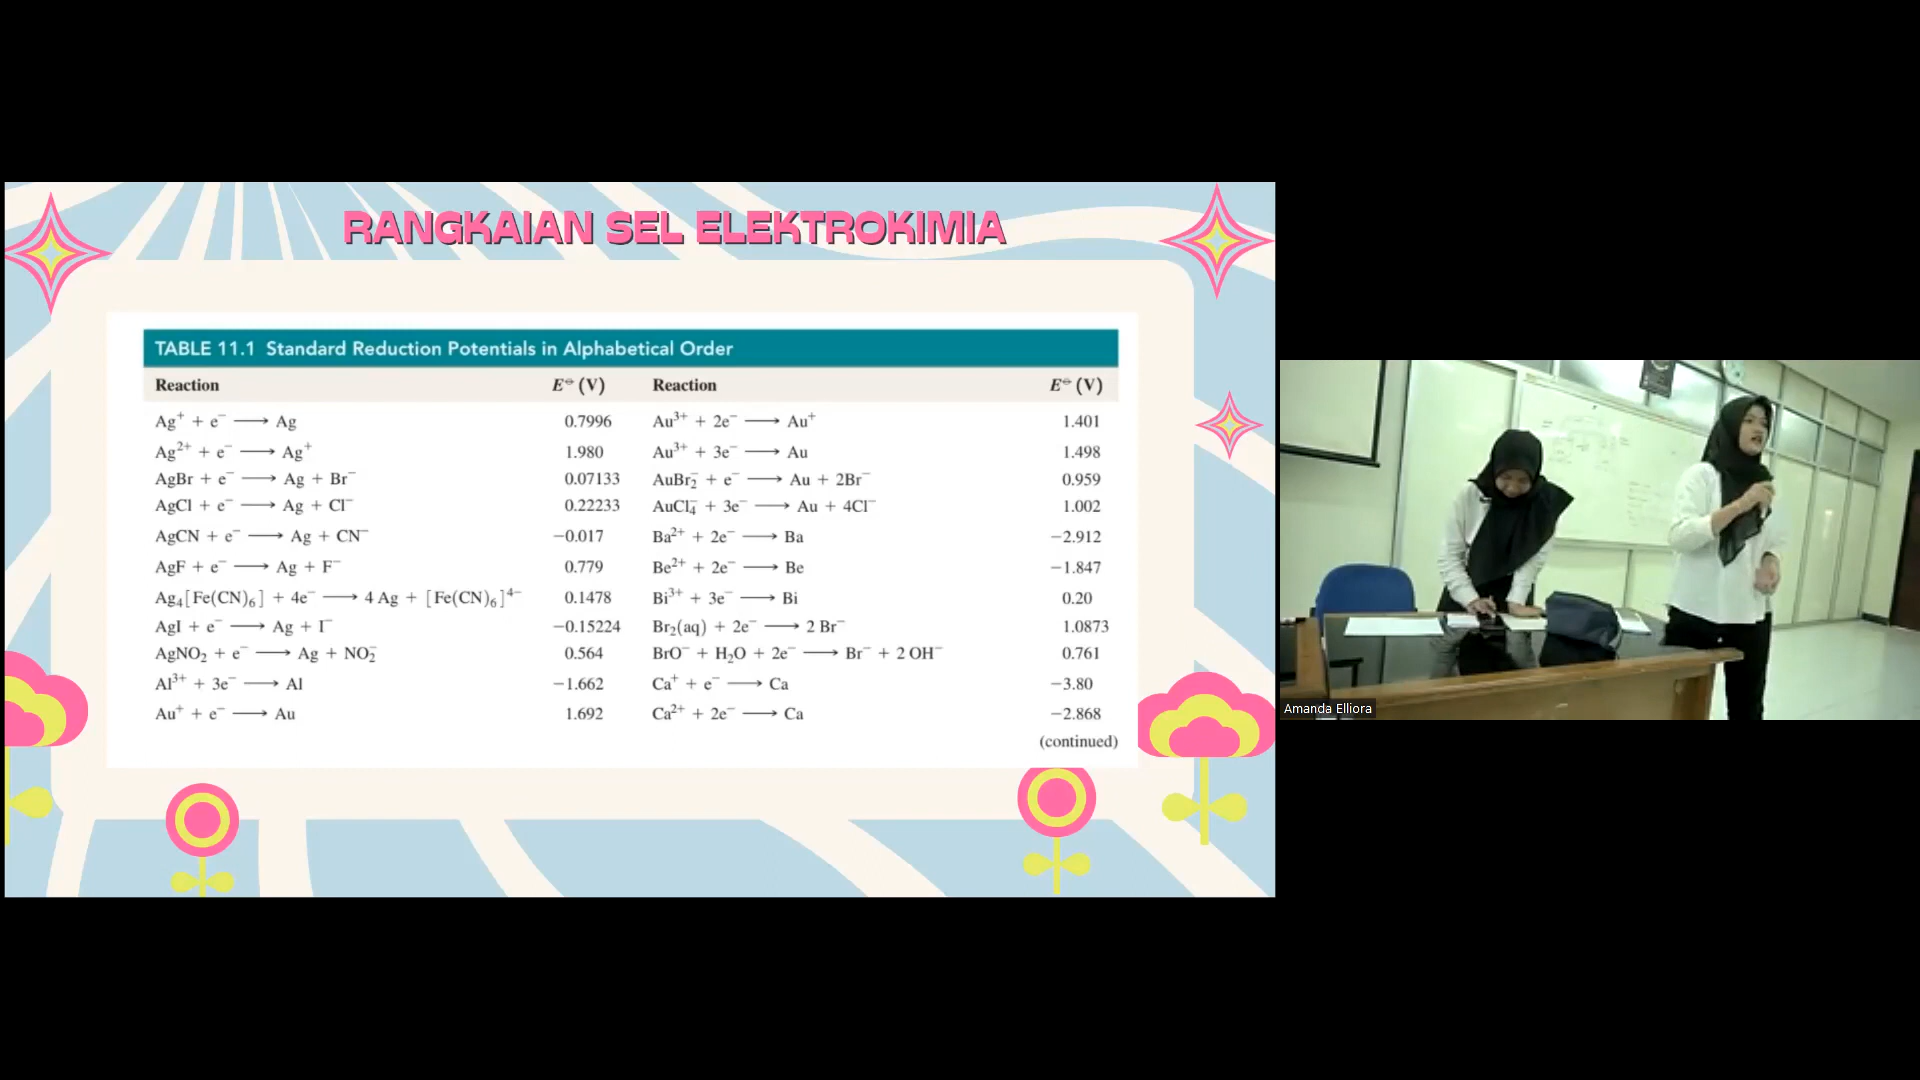 RANGKAIAN SEL ELEKTROKIMIA
TABLE 11.1 Standard Reduction Potentials in Alphabetical Order
Reaction E⊖ (V) Reaction E⊖ (V)
Ag⁺ + e⁻ ⟶ Ag 0.7996 Au³⁺ + 2e⁻ ⟶ Au⁺ 1.401
Ag²⁺ + e⁻ ⟶ Ag⁺ 1.980 Au³⁺ + 3e⁻ ⟶ Au 1.498
AgBr + e⁻ ⟶ Ag + Br⁻ 0.07133 AuBr₂⁻ + e⁻ ⟶ Au + 2Br⁻ 0.959
AgCl + e⁻ ⟶ Ag + Cl⁻ 0.22233 AuCl₄⁻ + 3e⁻ ⟶ Au + 4Cl⁻ 1.002
AgCN + e⁻ ⟶ Ag + CN⁻ −0.017 Ba²⁺ + 2e⁻ ⟶ Ba −2.912
AgF + e⁻ ⟶ Ag + F⁻ 0.779 Be²⁺ + 2e⁻ ⟶ Be −1.847
Ag₄[Fe(CN)₆] + 4e⁻ ⟶ 4 Ag + [Fe(CN)₆]⁴⁻ 0.1478 Bi³⁺ + 3e⁻ ⟶ Bi 0.20
AgI + e⁻ ⟶ Ag + I⁻ −0.15224 Br₂(aq) + 2e⁻ ⟶ 2 Br⁻ 1.0873
AgNO₂ + e⁻ ⟶ Ag + NO₂⁻ 0.564 BrO⁻ + H₂O + 2e⁻ ⟶ Br⁻ + 2 OH⁻ 0.761
Al³⁺ + 3e⁻ ⟶ Al −1.662 Ca⁺ + e⁻ ⟶ Ca −3.80
Au⁺ + e⁻ ⟶ Au 1.692 Ca²⁺ + 2e⁻ ⟶ Ca −2.868
(continued)
Amanda Elliora